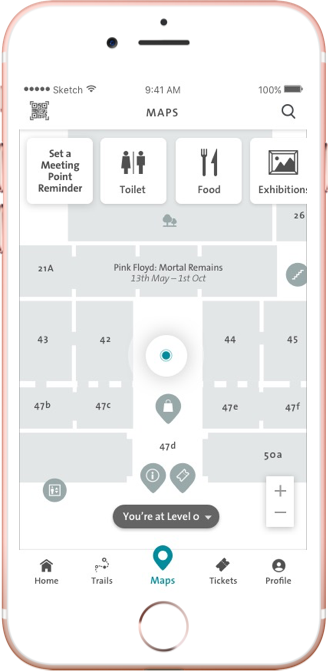 Sketch 9:41 AM 100%
MAPS
Set a
Meeting
Point
Reminder
Toilet
Food
Exhibitions
26
21A
Pink Floyd: Mortal Remains
13th May – 1st Oct
43
42
44
45
47b
47c
47e
47f
47d
50a
+
−
You're at Level 0
Home
Trails
Maps
Tickets
Profile